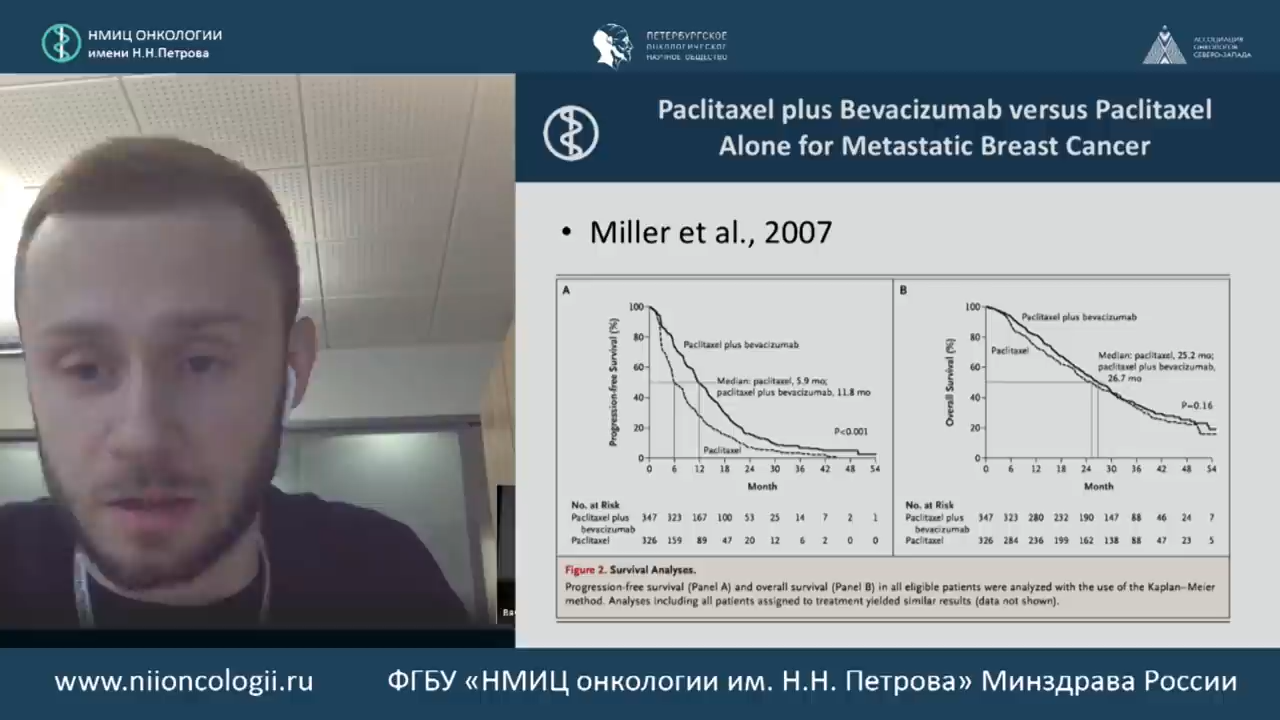 НМИЦ ОНКОЛОГИИ
имени Н.Н.Петрова
ПЕТЕРБУРГСКОЕ
ОНКОЛОГИЧЕСКОЕ
НАУЧНОЕ ОБЩЕСТВО
АССОЦИАЦИЯ
ОНКОЛОГОВ
СЕВЕРО-ЗАПАДА
Paclitaxel plus Bevacizumab versus Paclitaxel
Alone for Metastatic Breast Cancer
• Miller et al., 2007
A
Progression-free Survival (%)
100
80
60
40
20
0
Paclitaxel plus bevacizumab
Median: paclitaxel, 5.9 mo;
paclitaxel plus bevacizumab, 11.8 mo
P<0.001
Paclitaxel
0 6 12 18 24 30 36 42 48 54
Month
No. at Risk
Paclitaxel plus
bevacizumab
347 323 167 100 53 25 14 7 2 1
Paclitaxel 326 159 89 47 20 12 6 2 0 0
B
Overall Survival (%)
100
80
60
40
20
0
Paclitaxel plus bevacizumab
Paclitaxel
Median: paclitaxel, 25.2 mo;
paclitaxel plus bevacizumab,
26.7 mo
P=0.16
0 6 12 18 24 30 36 42 48 54
Month
No. at Risk
Paclitaxel plus
bevacizumab
347 323 280 232 190 147 88 46 24 7
Paclitaxel 326 284 236 199 162 138 88 47 23 5
Figure 2. Survival Analyses.
Progression-free survival (Panel A) and overall survival (Panel B) in all eligible patients were analyzed with the use of the Kaplan–Meier
method. Analyses including all patients assigned to treatment yielded similar results (data not shown).
www.niioncologii.ru
ФГБУ «НМИЦ онкологии им. Н.Н. Петрова» Минздрава России